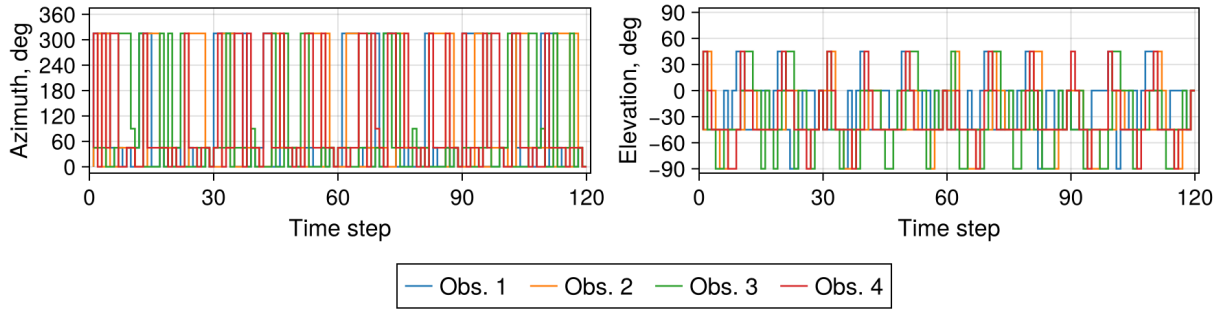 Azimuth, deg
360
300
240
180
120
60
0
0 30 60 90 120
Time step
Elevation, deg
90
60
30
0
−30
−60
−90
0 30 60 90 120
Time step
Obs. 1 Obs. 2 Obs. 3 Obs. 4